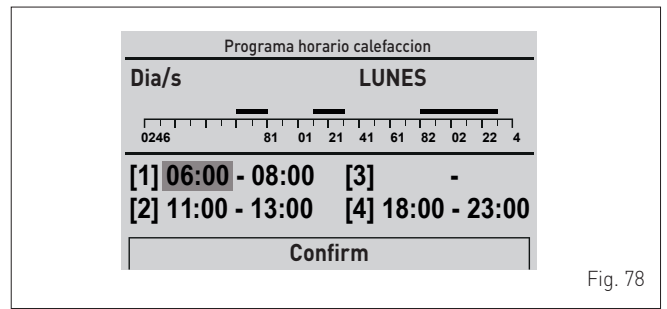 Programa horario calefaccion
Dia/s LUNES
0246 81 01 21 41 61 82 02 22 4
[1] 06:00 - 08:00 [3] -
[2] 11:00 - 13:00 [4] 18:00 - 23:00
Confirm
Fig. 78